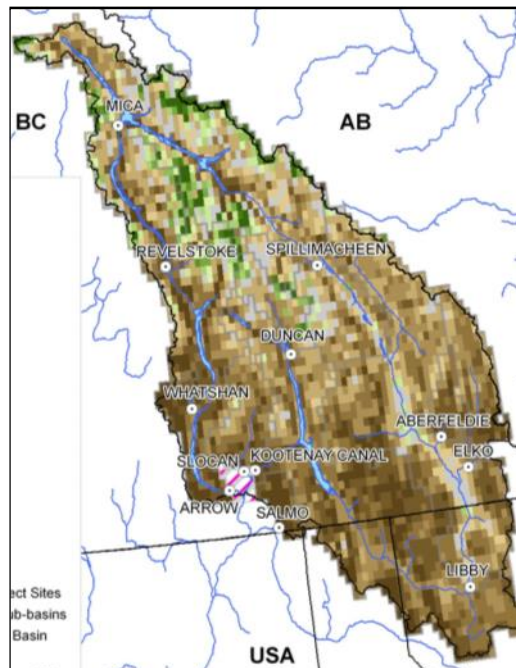 MICA
BC
AB
REVELSTOKE
SPILLIMACHEEN
DUNCAN
WHATSHAN
ABERFELDIE
SLOCAN
KOOTENAY CANAL
ELKO
ARROW
SALMO
LIBBY
ect Sites
ub-basins
Basin
USA